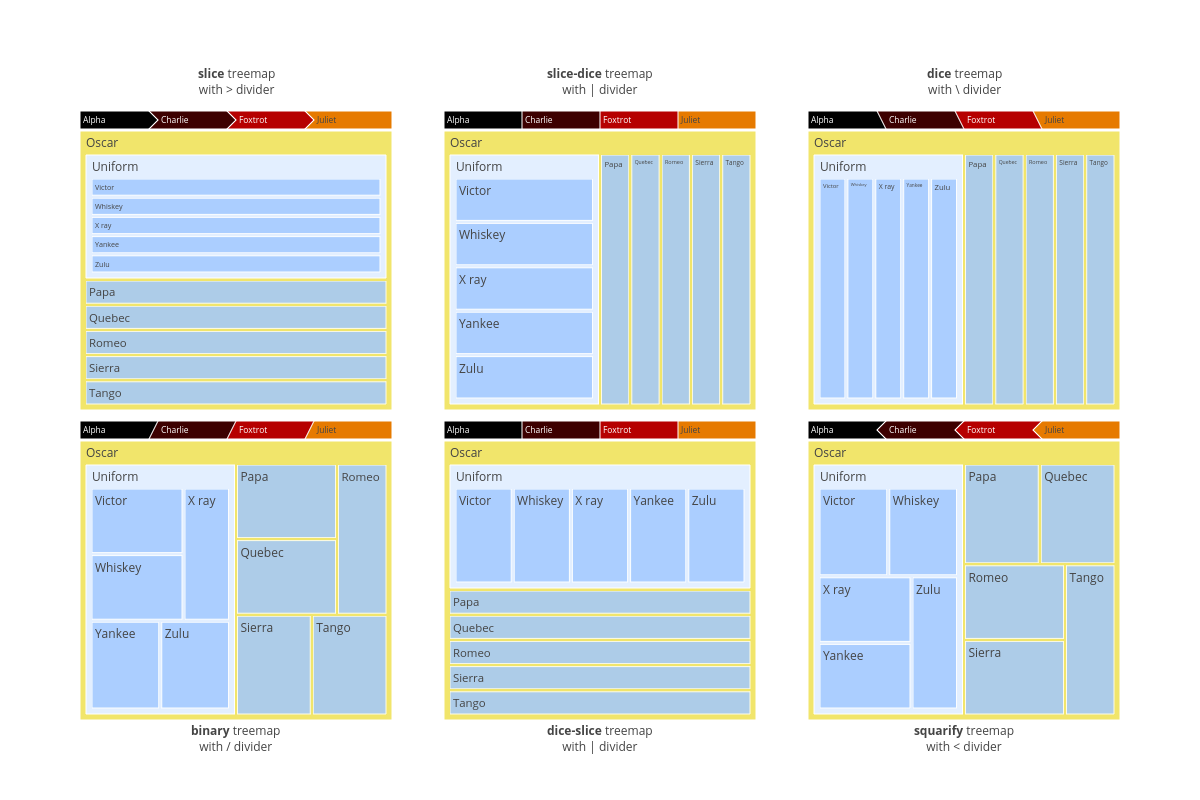 slice treemap
with > divider
Alpha
Charlie
Foxtrot
Juliet
Oscar
Uniform
Victor
Whiskey
X ray
Yankee
Zulu
Papa
Quebec
Romeo
Sierra
Tango
slice-dice treemap
with | divider
Alpha
Charlie
Foxtrot
Juliet
Oscar
Uniform
Victor
Whiskey
X ray
Yankee
Zulu
Papa
Quebec
Romeo
Sierra
Tango
dice treemap
with \ divider
Alpha
Charlie
Foxtrot
Juliet
Oscar
Uniform
Victor
Whiskey
X ray
Yankee
Zulu
Papa
Quebec
Romeo
Sierra
Tango
Alpha
Charlie
Foxtrot
Juliet
Oscar
Uniform
Victor
Whiskey
X ray
Yankee
Zulu
Papa
Quebec
Romeo
Sierra
Tango
binary treemap
with / divider
Alpha
Charlie
Foxtrot
Juliet
Oscar
Uniform
Victor
Whiskey
X ray
Yankee
Zulu
Papa
Quebec
Romeo
Sierra
Tango
dice-slice treemap
with | divider
Alpha
Charlie
Foxtrot
Juliet
Oscar
Uniform
Victor
Whiskey
X ray
Zulu
Yankee
Papa
Quebec
Romeo
Tango
Sierra
squarify treemap
with < divider